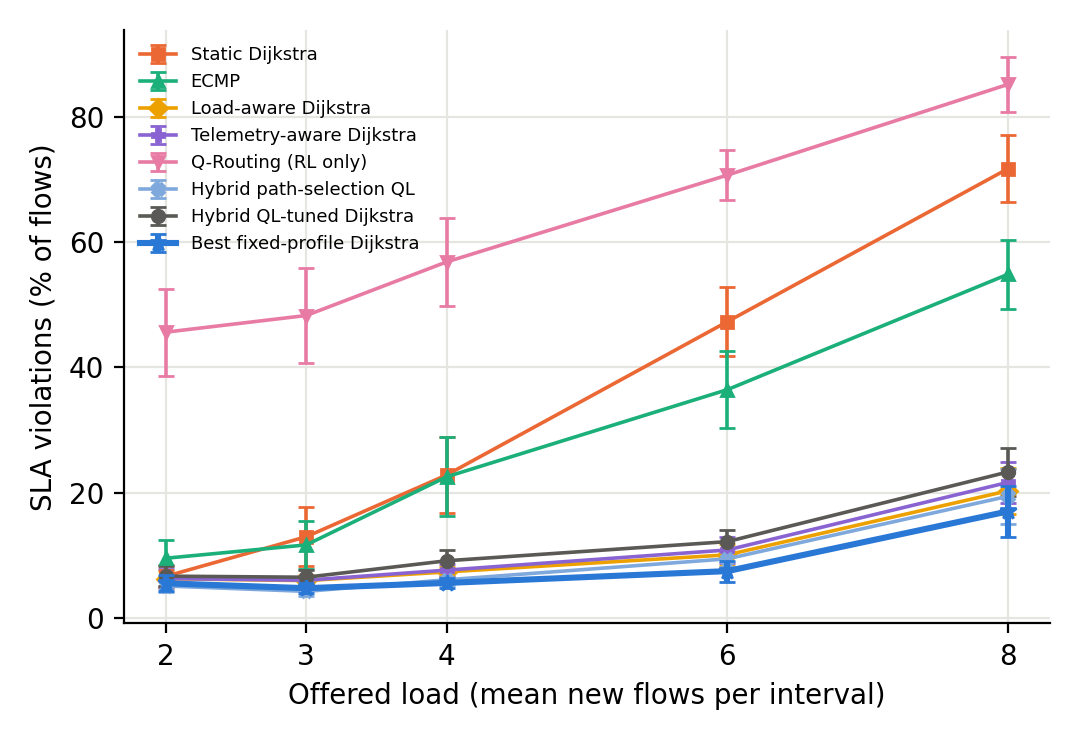 Static Dijkstra
ECMP
Load-aware Dijkstra
Telemetry-aware Dijkstra
Q-Routing (RL only)
Hybrid path-selection QL
Hybrid QL-tuned Dijkstra
Best fixed-profile Dijkstra
SLA violations (% of flows)
80
60
40
20
0
2 3 4 6 8
Offered load (mean new flows per interval)